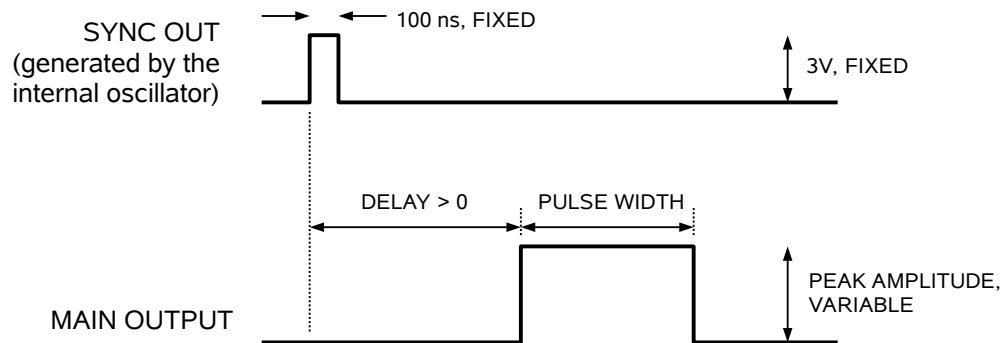 100 ns, FIXED
SYNC OUT
(generated by the
internal oscillator)
3V, FIXED
DELAY > 0
PULSE WIDTH
PEAK AMPLITUDE,
VARIABLE
MAIN OUTPUT